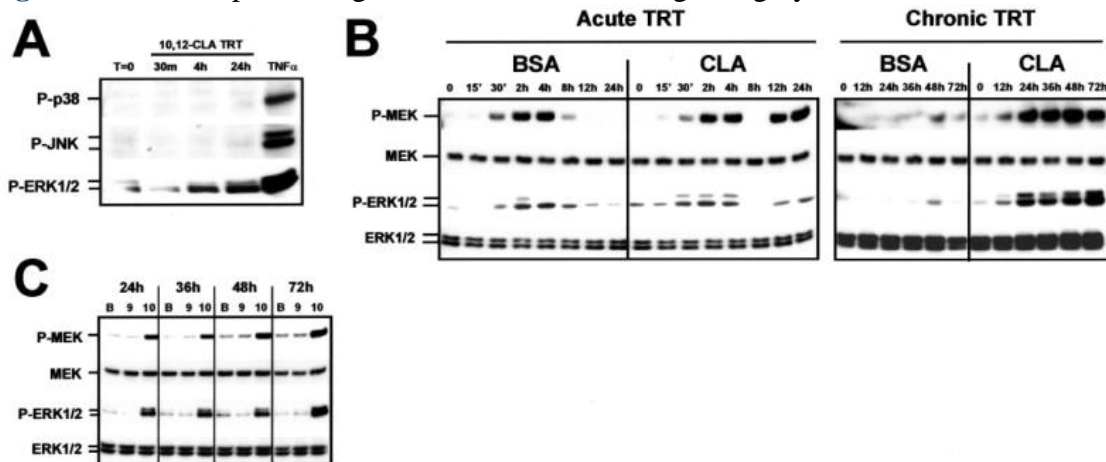 A
10,12-CLA TRT
T=0 30m 4h 24h TNFα
P-p38
P-JNK
P-ERK1/2
B
Acute TRT Chronic TRT
BSA CLA BSA CLA
0 15' 30' 2h 4h 8h 12h 24h 0 15' 30' 2h 4h 8h 12h 24h 0 12h 24h 36h 48h 72h 0 12h 24h 36h 48h 72h
P-MEK
MEK
P-ERK1/2
ERK1/2
C
24h 36h 48h 72h
B 9 10 B 9 10 B 9 10 B 9 10
P-MEK
MEK
P-ERK1/2
ERK1/2